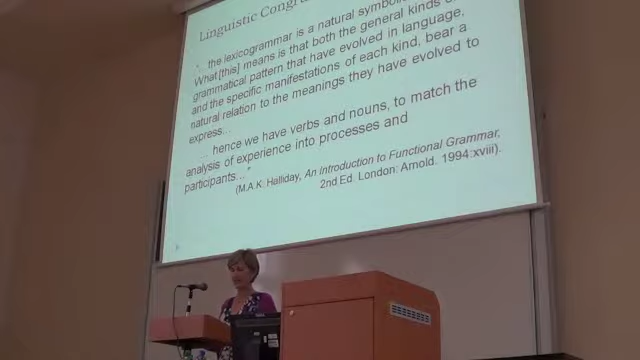 Linguistic
"... the lexicogrammar is a natural
What [this] means is that both the general kinds
grammatical pattern that have evolved in language,
and the specific manifestations of each kind, bear a
natural relation to the meanings they have evolved to
express...
... hence we have verbs and nouns, to match the
analysis of experience into processes and
participants..."
(M.A.K. Halliday, An Introduction to Functional Grammar,
2nd Ed. London: Arnold. 1994:xviii).